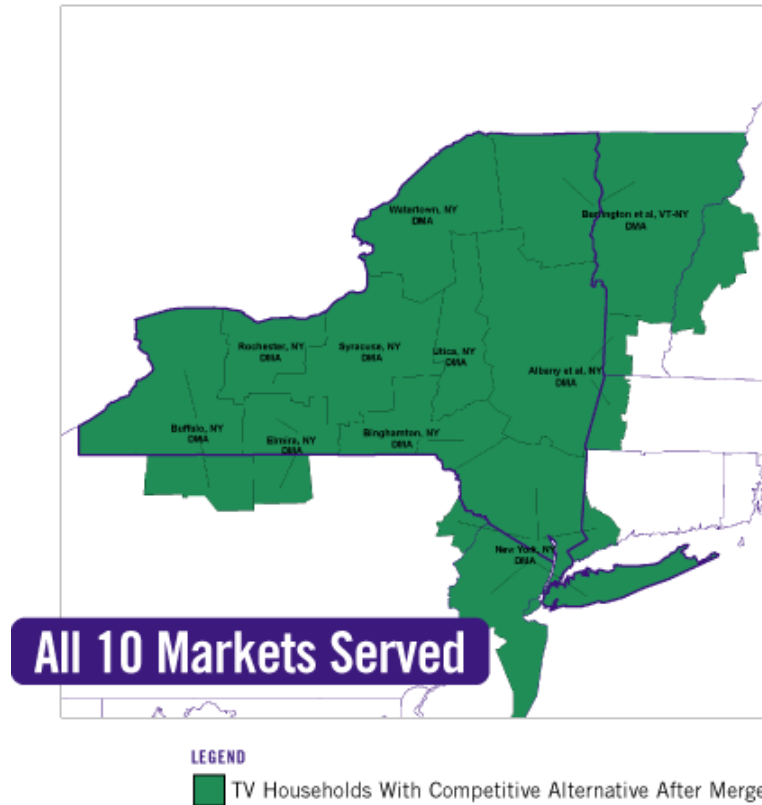 Watertown, NY
DMA
Burlington et al, VT-NY
DMA
Rochester, NY
DMA
Syracuse, NY
DMA
Utica, NY
DMA
Albany et al, NY
DMA
Buffalo, NY
DMA
Elmira, NY
DMA
Binghamton, NY
DMA
New York, NY
DMA
All 10 Markets Served
LEGEND
TV Households With Competitive Alternative After Merge